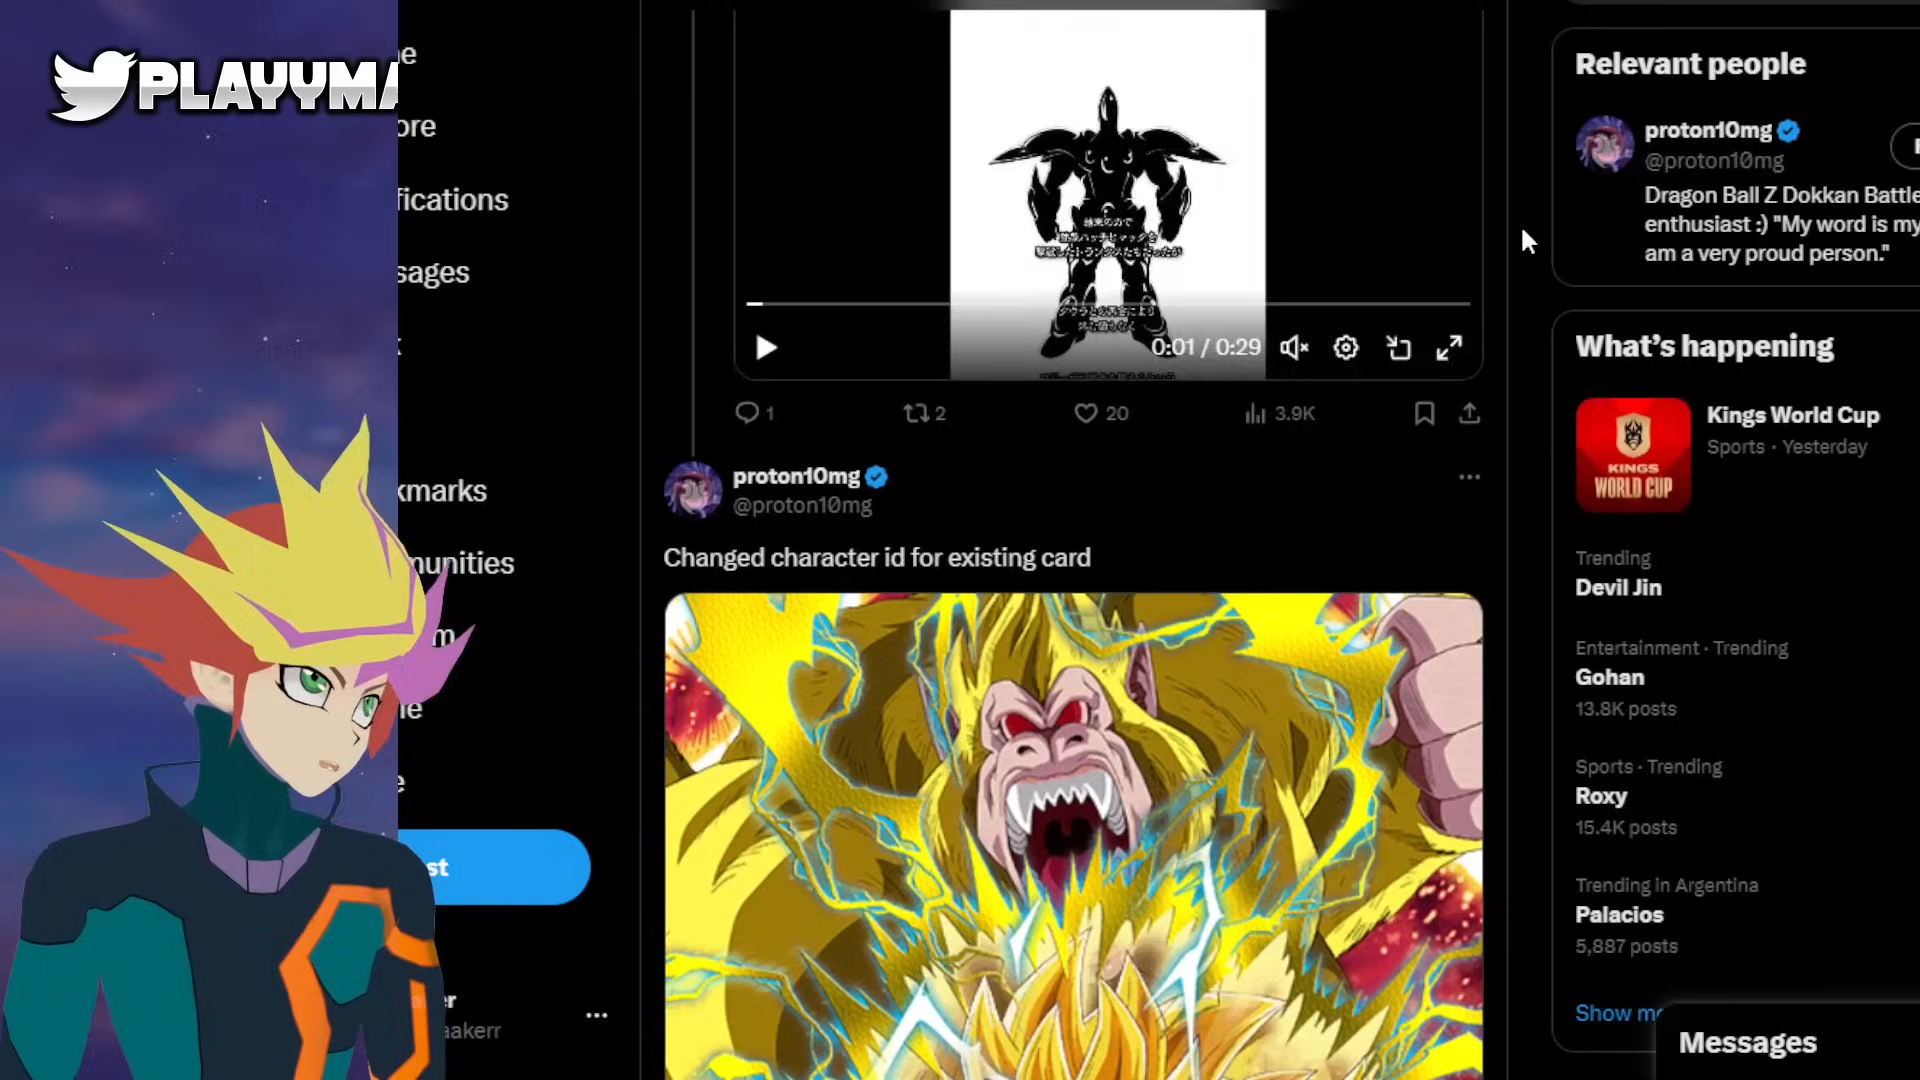 PLAYYMA
e
ore
fications
sages
k
kmarks
munities
m
le
e
st
er
aakerr
0:01 / 0:29
1
2
20
3.9K
proton10mg
@proton10mg
Changed character id for existing card
Relevant people
proton10mg
@proton10mg
Dragon Ball Z Dokkan Battle
enthusiast :) "My word is my
am a very proud person."
What's happening
KINGS
WORLD CUP
Kings World Cup
Sports · Yesterday
Trending
Devil Jin
Entertainment · Trending
Gohan
13.8K posts
Sports · Trending
Roxy
15.4K posts
Trending in Argentina
Palacios
5,887 posts
Show mo
Messages